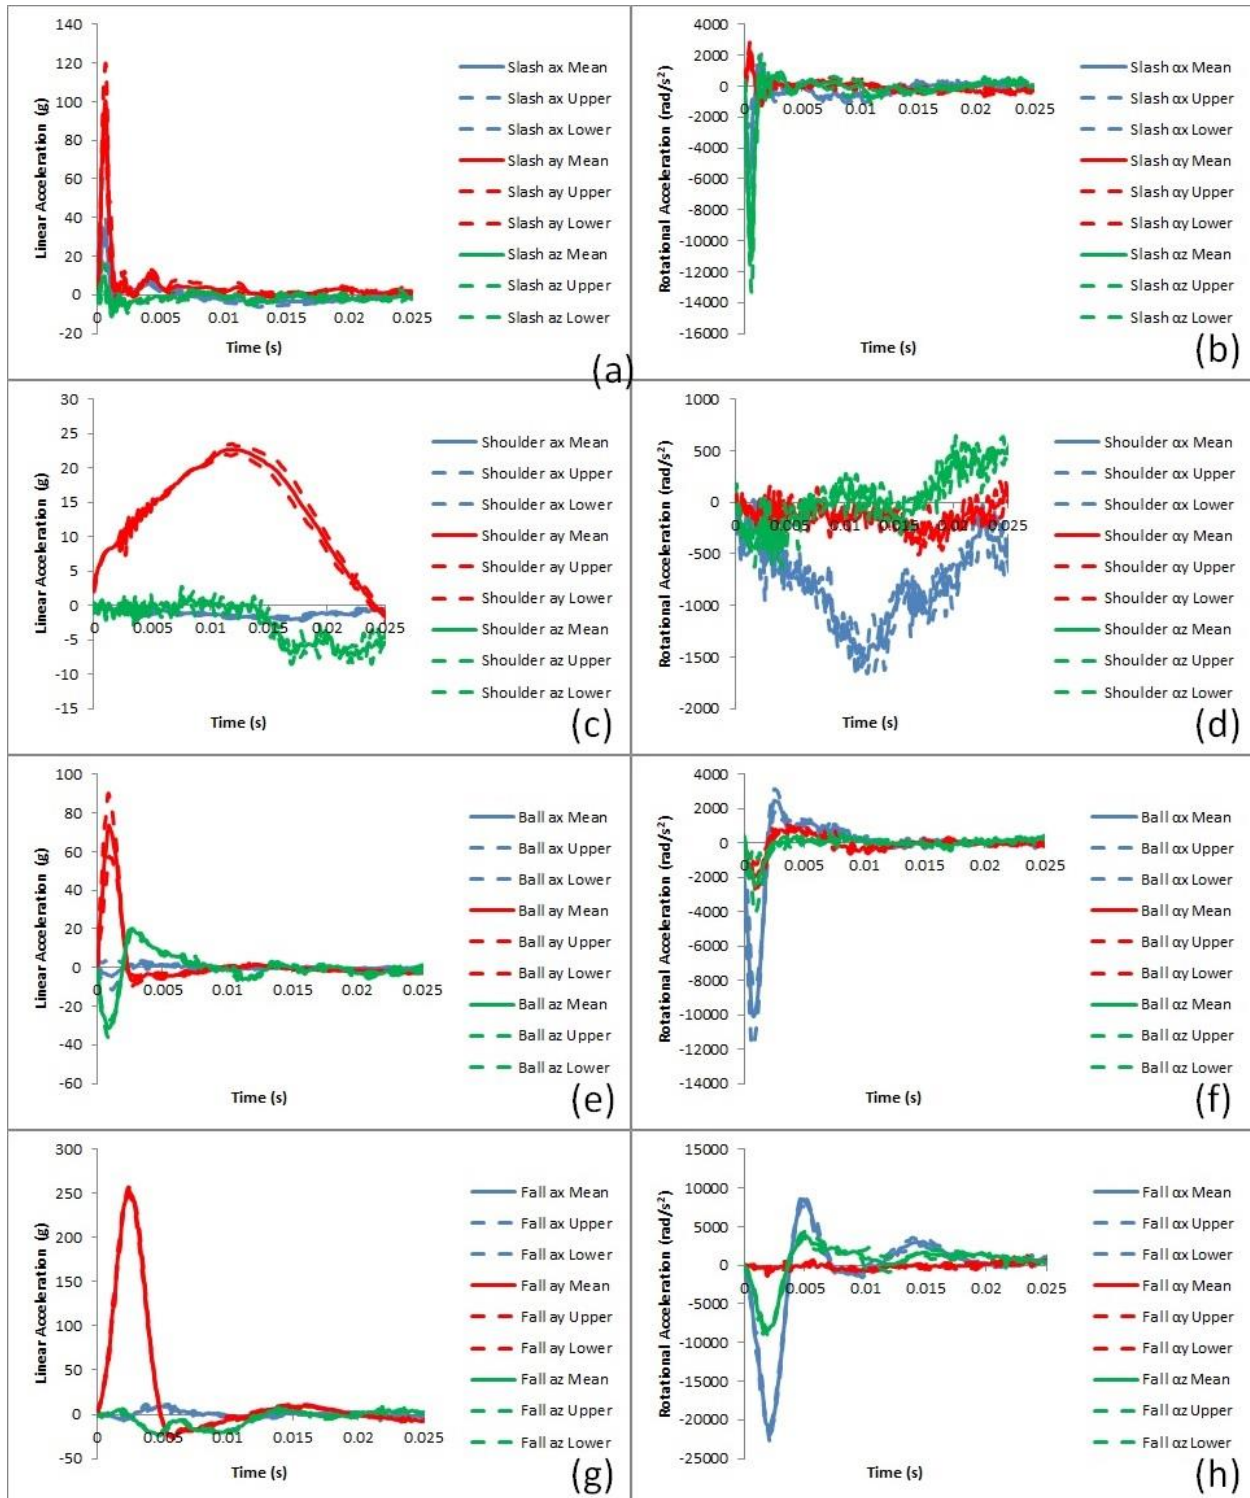 Linear Acceleration (g)
140
120
100
80
60
40
20
0
-20
0 0.005 0.01 0.015 0.02 0.025
Time (s)
Slash ax Mean
Slash ax Upper
Slash ax Lower
Slash ay Mean
Slash ay Upper
Slash ay Lower
Slash az Mean
Slash az Upper
Slash az Lower
(a)
Rotational Acceleration (rad/s²)
4000
2000
0
-2000
-4000
-6000
-8000
-10000
-12000
-14000
-16000
0 0.005 0.01 0.015 0.02 0.025
Time (s)
Slash αx Mean
Slash αx Upper
Slash αx Lower
Slash αy Mean
Slash αy Upper
Slash αy Lower
Slash αz Mean
Slash αz Upper
Slash αz Lower
(b)
Linear Acceleration (g)
30
25
20
15
10
5
0
-5
-10
-15
0 0.005 0.01 0.015 0.02 0.025
Time (s)
Shoulder ax Mean
Shoulder ax Upper
Shoulder ax Lower
Shoulder ay Mean
Shoulder ay Upper
Shoulder ay Lower
Shoulder az Mean
Shoulder az Upper
Shoulder az Lower
(c)
Rotational Acceleration (rad/s²)
1000
500
0
-500
-1000
-1500
-2000
0 0.005 0.01 0.015 0.02 0.025
Time (s)
Shoulder αx Mean
Shoulder αx Upper
Shoulder αx Lower
Shoulder αy Mean
Shoulder αy Upper
Shoulder αy Lower
Shoulder αz Mean
Shoulder αz Upper
Shoulder αz Lower
(d)
Linear Acceleration (g)
100
80
60
40
20
0
-20
-40
-60
0 0.005 0.01 0.015 0.02 0.025
Time (s)
Ball ax Mean
Ball ax Upper
Ball ax Lower
Ball ay Mean
Ball ay Upper
Ball ay Lower
Ball az Mean
Ball az Upper
Ball az Lower
(e)
Rotational Acceleration (rad/s²)
4000
2000
0
-2000
-4000
-6000
-8000
-10000
-12000
-14000
0 0.005 0.01 0.015 0.02 0.025
Time (s)
Ball αx Mean
Ball αx Upper
Ball αx Lower
Ball αy Mean
Ball αy Upper
Ball αy Lower
Ball αz Mean
Ball αz Upper
Ball αz Lower
(f)
Linear Acceleration (g)
300
250
200
150
100
50
0
-50
0 0.005 0.01 0.015 0.02 0.025
Time (s)
Fall ax Mean
Fall ax Upper
Fall ax Lower
Fall ay Mean
Fall ay Upper
Fall ay Lower
Fall az Mean
Fall az Upper
Fall az Lower
(g)
Rotational Acceleration (rad/s²)
15000
10000
5000
0
-5000
-10000
-15000
-20000
-25000
0 0.005 0.01 0.015 0.02 0.025
Time (s)
Fall αx Mean
Fall αx Upper
Fall αx Lower
Fall αy Mean
Fall αy Upper
Fall αy Lower
Fall αz Mean
Fall αz Upper
Fall αz Lower
(h)